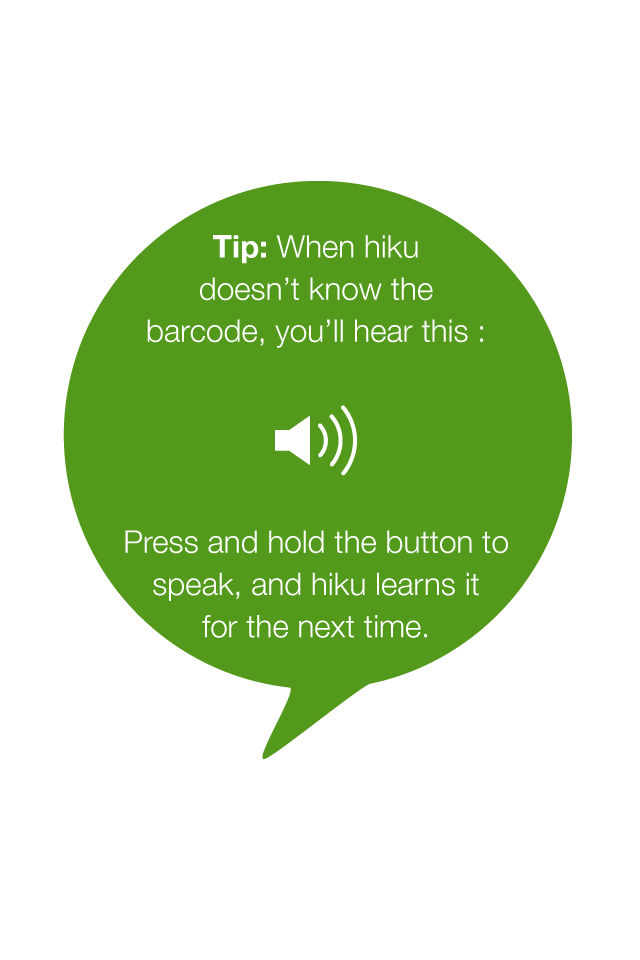 Tip: When hiku
doesn’t know the
barcode, you’ll hear this :
Press and hold the button to
speak, and hiku learns it
for the next time.